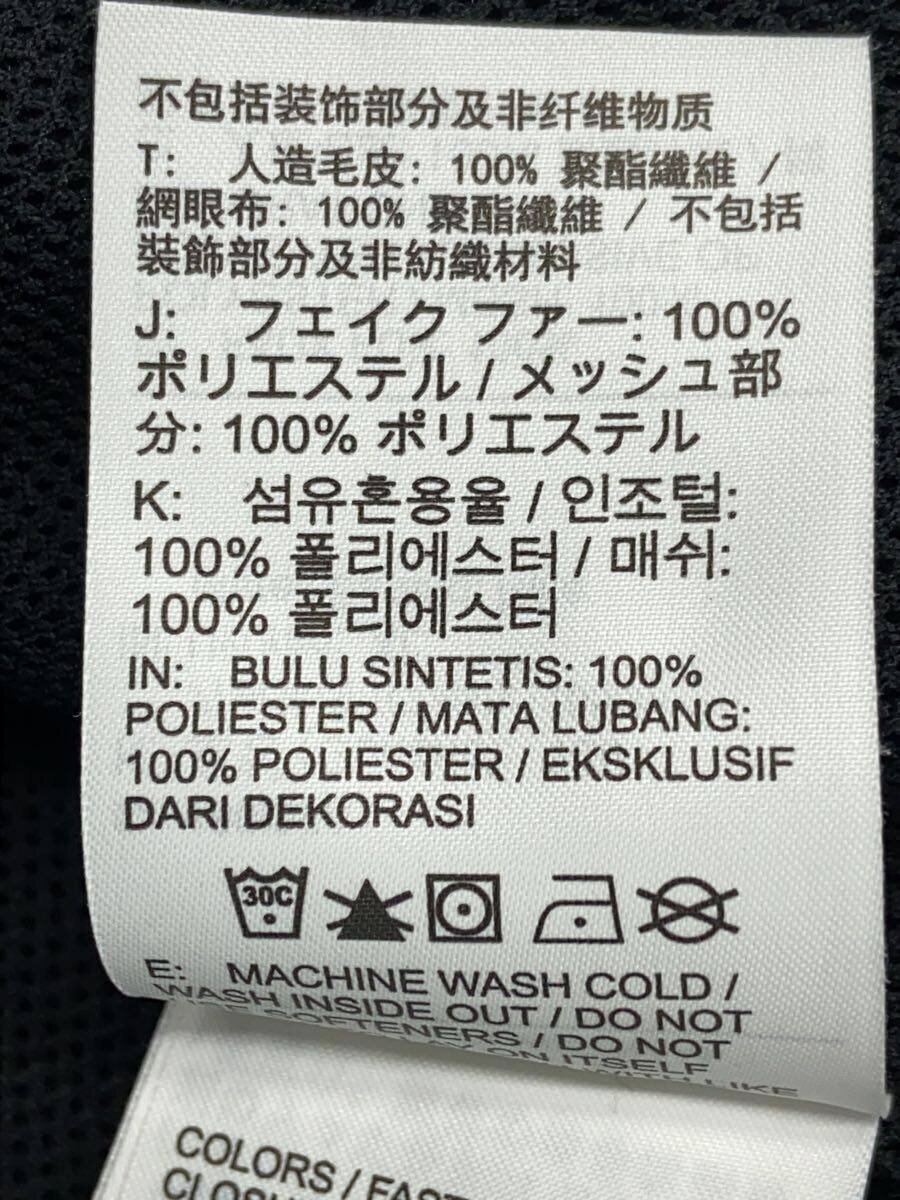 不包括装饰部分及非纤维物质
T: 人造毛皮: 100% 聚酯纖維 /
網眼布: 100% 聚酯纖維 / 不包括
裝飾部分及非紡織材料
J: フェイク ファー: 100%
ポリエステル / メッシュ部
分: 100% ポリエステル
K: 섬유혼용율 / 인조털:
100% 폴리에스터 / 매쉬:
100% 폴리에스터
IN: BULU SINTETIS: 100%
POLIESTER / MATA LUBANG:
100% POLIESTER / EKSKLUSIF
DARI DEKORASI
30C
E: MACHINE WASH COLD /
WASH INSIDE OUT / DO NOT
SOFTENERS / DO NOT
ON ITSELF
WITH LIKE
COLORS /